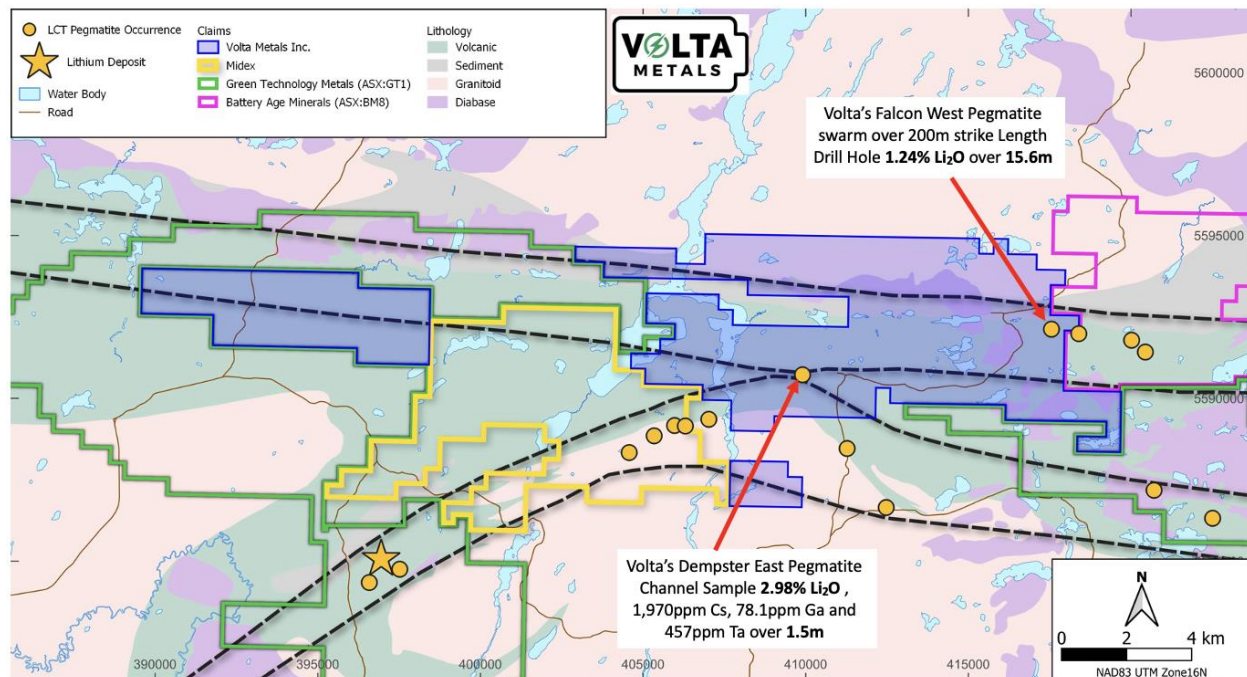 LCT Pegmatite Occurrence
Lithium Deposit
Water Body
Road
Claims
Volta Metals Inc.
Midex
Green Technology Metals (ASX:GT1)
Battery Age Minerals (ASX:BM8)
Lithology
Volcanic
Sediment
Granitoid
Diabase
VOLTA
METALS
5600000
Volta's Falcon West Pegmatite
swarm over 200m strike Length
Drill Hole 1.24% Li₂O over 15.6m
5595000
5590000
Volta's Dempster East Pegmatite
Channel Sample 2.98% Li₂O ,
1,970ppm Cs, 78.1ppm Ga and
457ppm Ta over 1.5m
N
0 2 4 km
NAD83 UTM Zone16N
390000 395000 400000 405000 410000 415000